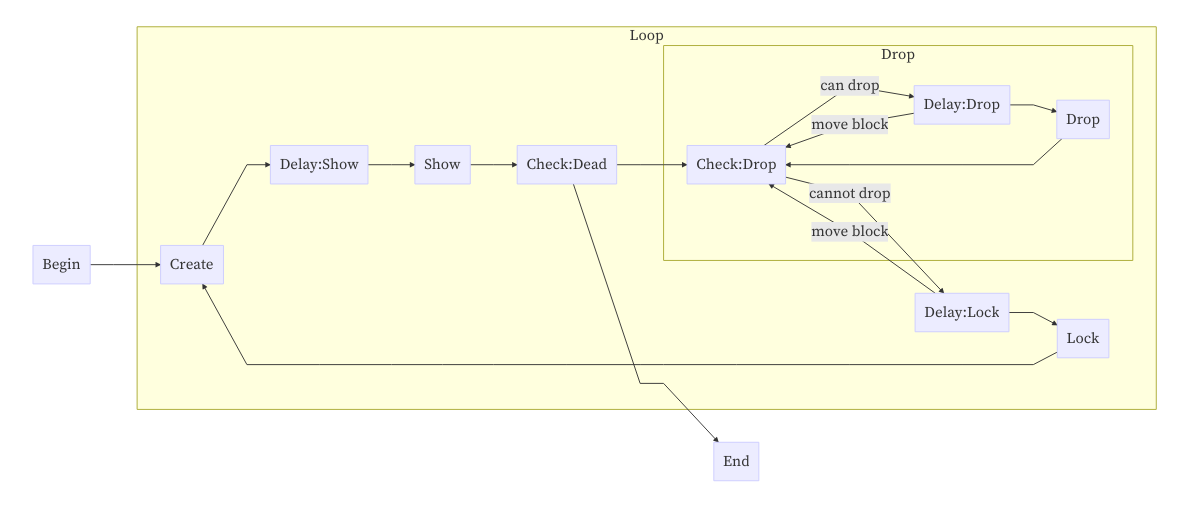 Loop
Drop
can drop
Delay:Drop
Drop
move block
Delay:Show
Show
Check:Dead
Check:Drop
cannot drop
move block
Begin
Create
Delay:Lock
Lock
End